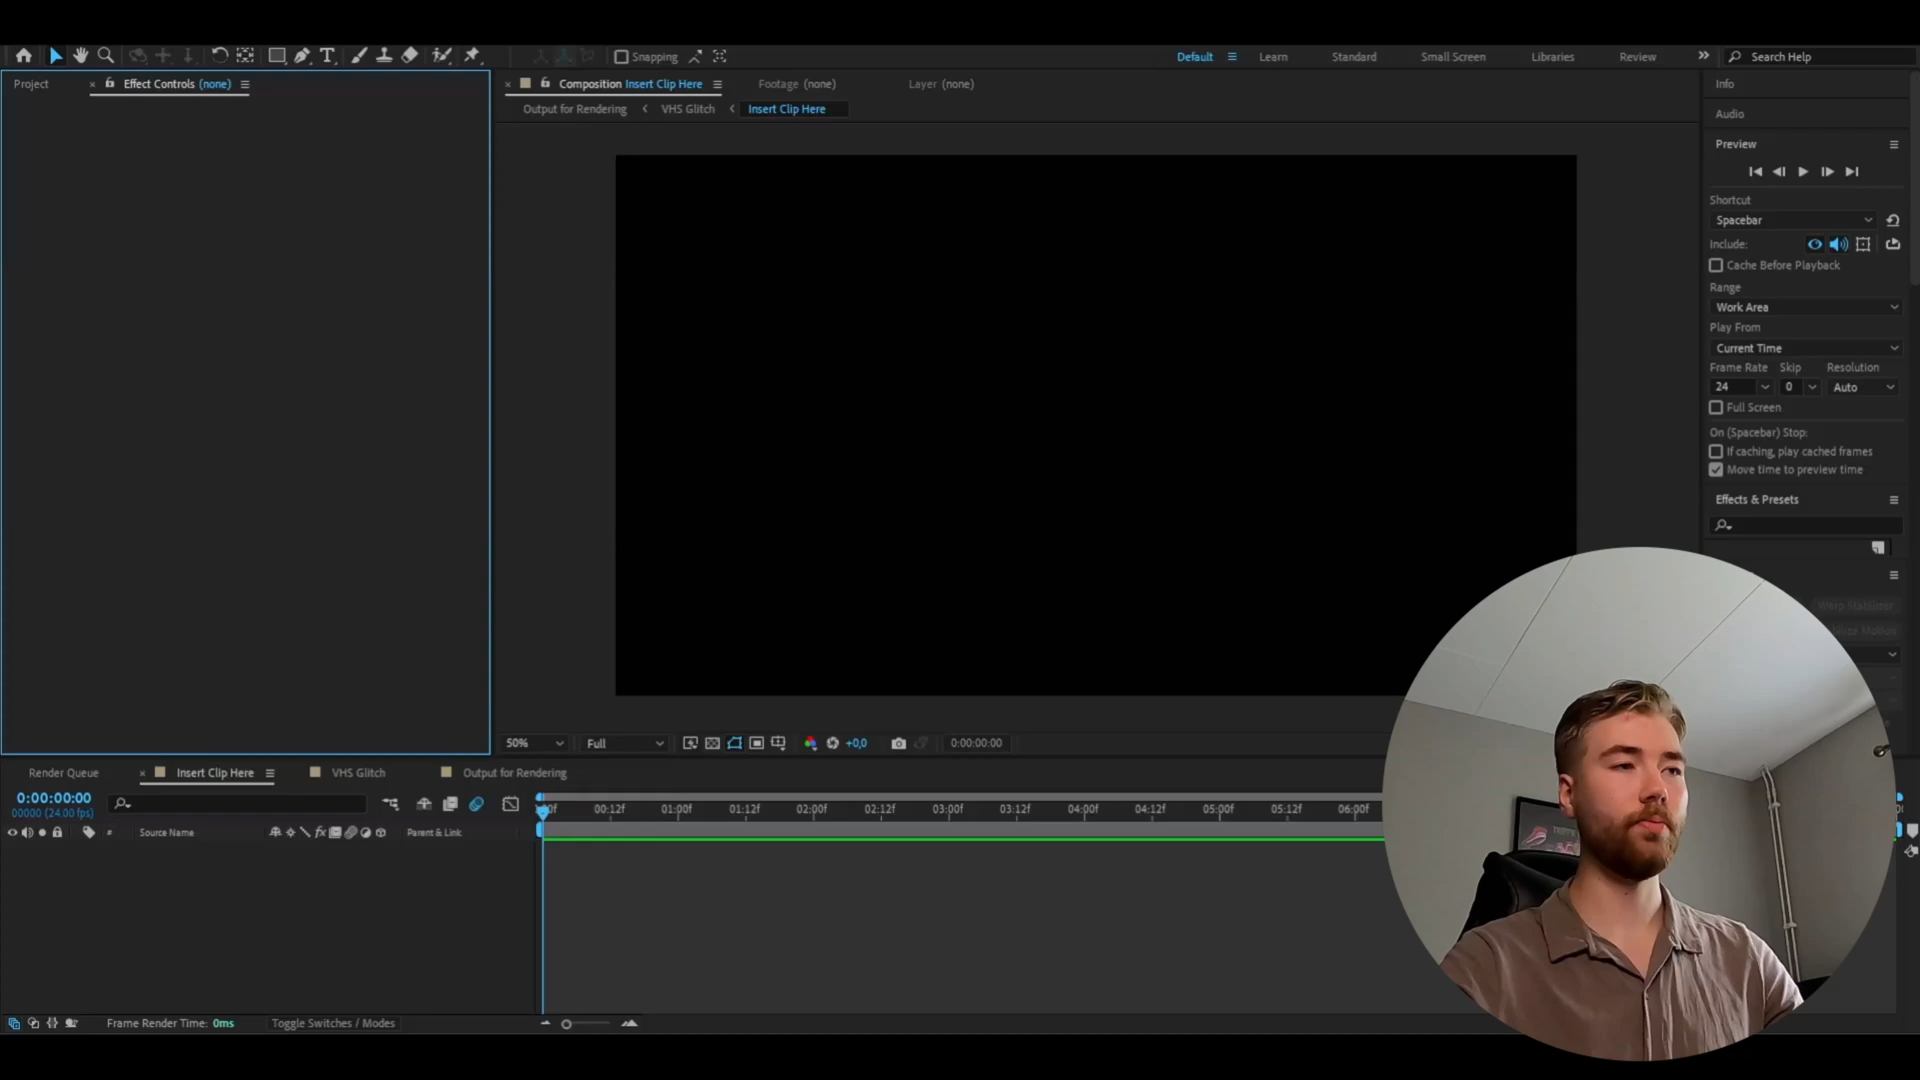 Snapping
Default
Learn
Standard
Small Screen
Libraries
Review
Search Help
Project
Effect Controls (none)
Composition Insert Clip Here
Footage (none)
Layer (none)
Info
Output for Rendering
VHS Glitch
Insert Clip Here
Audio
Preview
Shortcut
Spacebar
Include:
Cache Before Playback
Range
Work Area
Play From
Current Time
Frame Rate Skip Resolution
24 0 Auto
Full Screen
On (Spacebar) Stop:
If caching, play cached frames
Move time to preview time
Effects & Presets
Warp Stabilizer
50%
Full
+0,0
0:00:00:00
Render Queue
Insert Clip Here
VHS Glitch
Output for Rendering
0:00:00:00
00000 (24.00 fps)
00:12f 01:00f 01:12f 02:00f 02:12f 03:00f 03:12f 04:00f 04:12f 05:00f 05:12f 06:00f
# Source Name
Parent & Link
Frame Render Time: 0ms
Toggle Switches / Modes